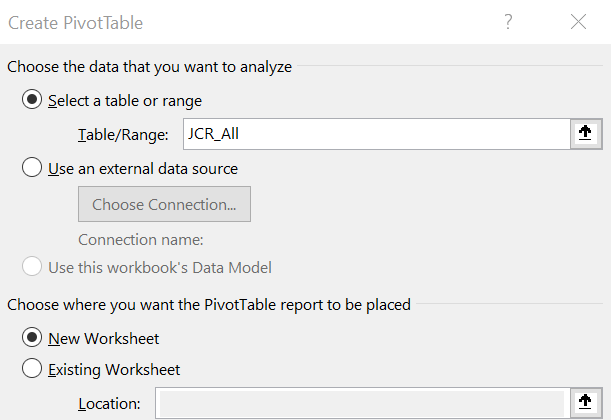 Create PivotTable ?
Choose the data that you want to analyze
Select a table or range
Table/Range: JCR_All
Use an external data source
Choose Connection...
Connection name:
Use this workbook's Data Model
Choose where you want the PivotTable report to be placed
New Worksheet
Existing Worksheet
Location: